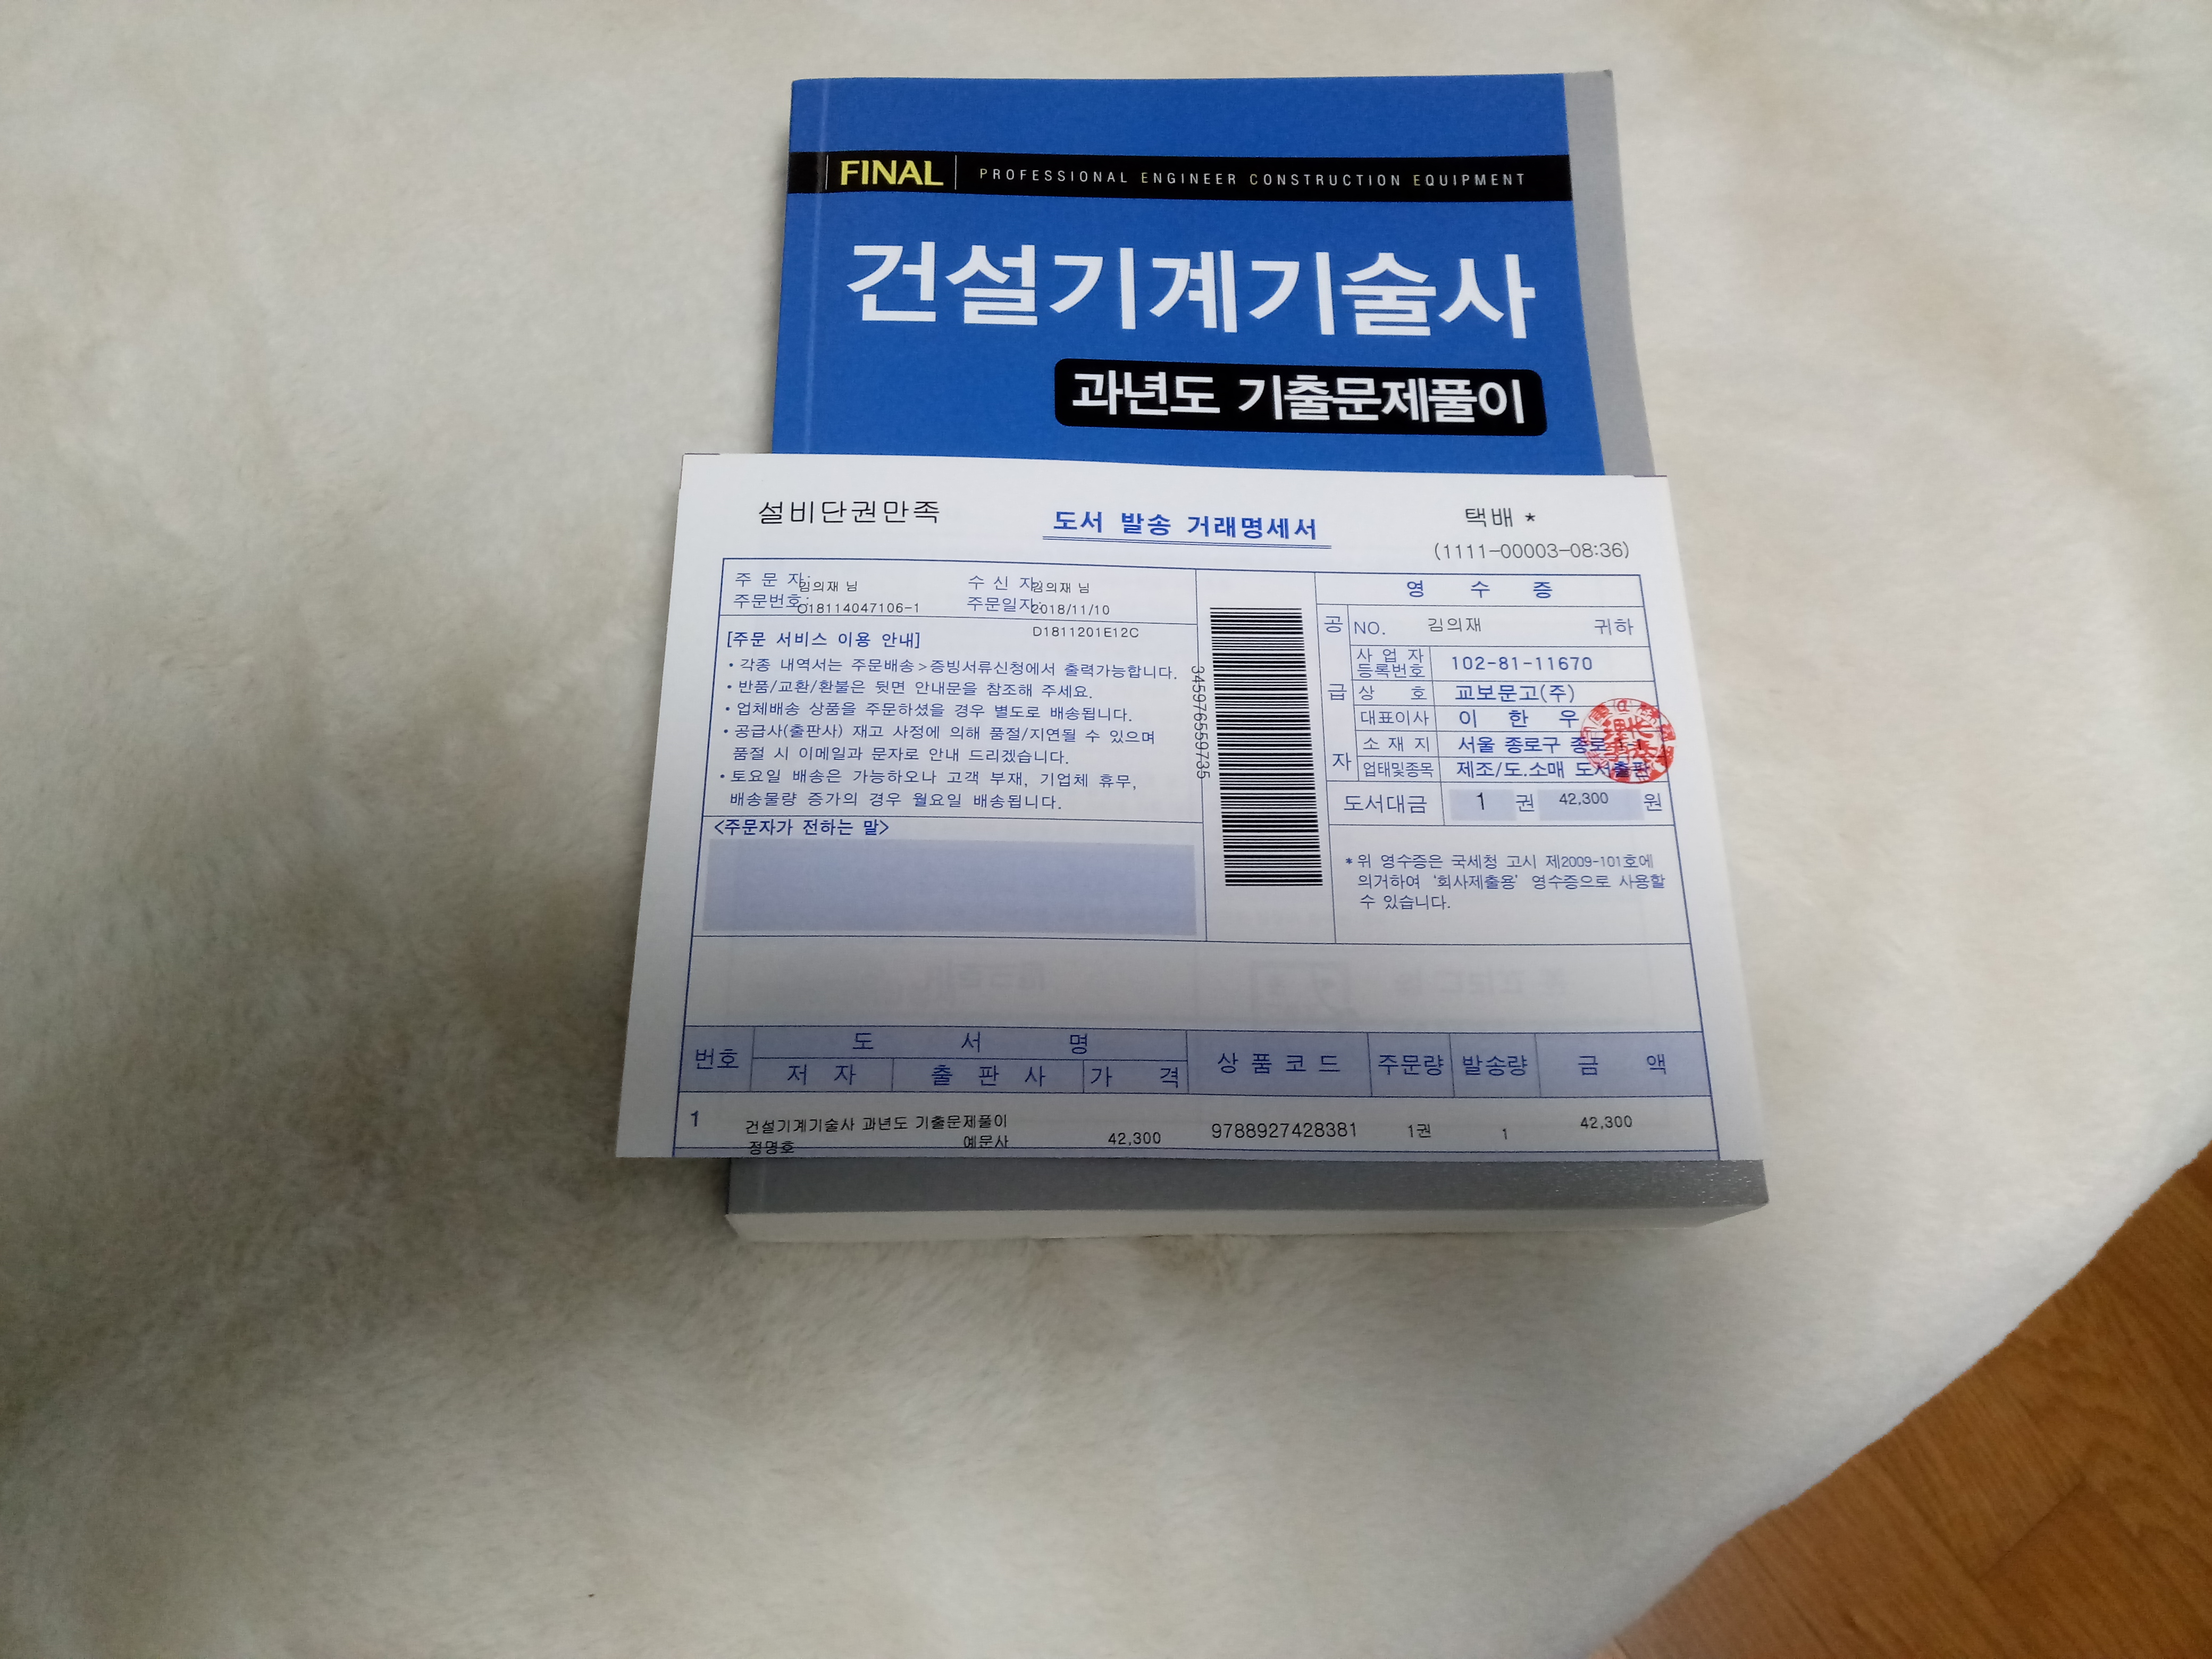 FINAL PROFESSIONAL ENGINEER CONSTRUCTION EQUIPMENT
건설기계기술사
과년도 기출문제풀이
설비단권만족
도서 발송 거래명세서
택배 *
(1111-00003-08:36)
주 문 자: 김의재 님
수 신 자: 김의재 님
주문번호: 018114047106-1
주문일자: 2018/11/10
D1811201E12C
[주문 서비스 이용 안내]
• 각종 내역서는 주문배송>증빙서류신청에서 출력가능합니다.
• 반품/교환/환불은 뒷면 안내문을 참조해 주세요.
• 업체배송 상품을 주문하셨을 경우 별도로 배송됩니다.
• 공급사(출판사) 재고 사정에 의해 품절/지연될 수 있으며
품절 시 이메일과 문자로 안내 드리겠습니다.
• 토요일 배송은 가능하오나 고객 부재, 기업체 휴무,
배송물량 증가의 경우 월요일 배송됩니다.
<주문자가 전하는 말>
345976559735
영 수 증
공 급 자
NO. 김의재 귀하
사 업 자 등록번호 102-81-11670
상 호 교보문고(주)
대표이사 이 한 우
소 재 지 서울 종로구 종로
업태및종목 제조/도.소매 도서출판
도서대금 1 권 42,300 원
* 위 영수증은 국세청 고시 제2009-101호에
의거하여 '회사제출용' 영수증으로 사용할
수 있습니다.
번호 도 서 명 상 품 코 드 주문량 발송량 금 액
저 자 출 판 사 가 격
1 건설기계기술사 과년도 기출문제풀이 9788927428381 1권 1 42,300
정명호 예문사 42,300